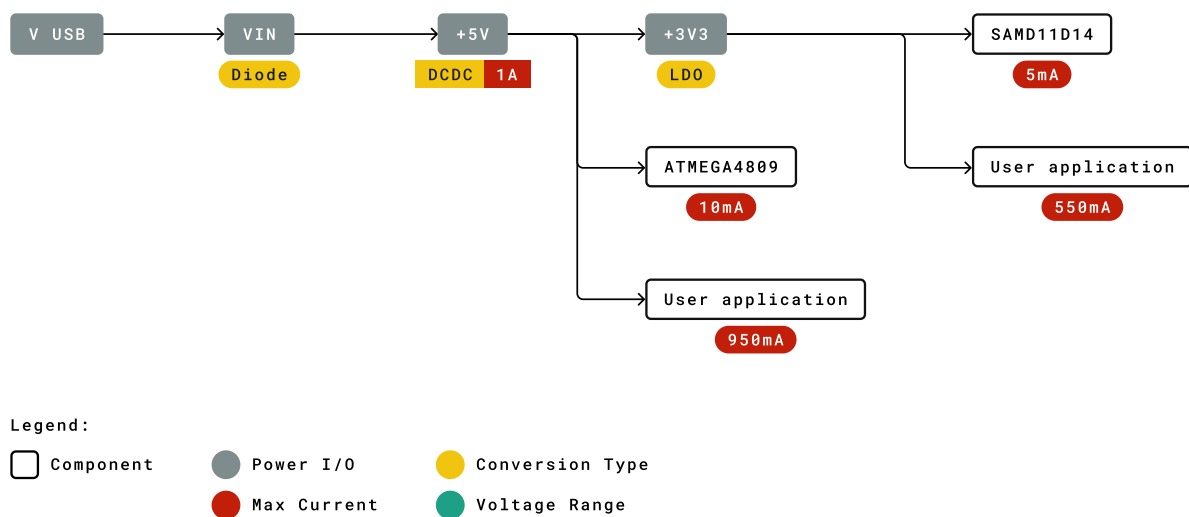 V USB
VIN
+5V
+3V3
SAMD11D14
Diode
DCDC 1A
LDO
5mA
ATMEGA4809
User application
10mA
550mA
User application
950mA
Legend:
Component
Power I/O
Conversion Type
Max Current
Voltage Range